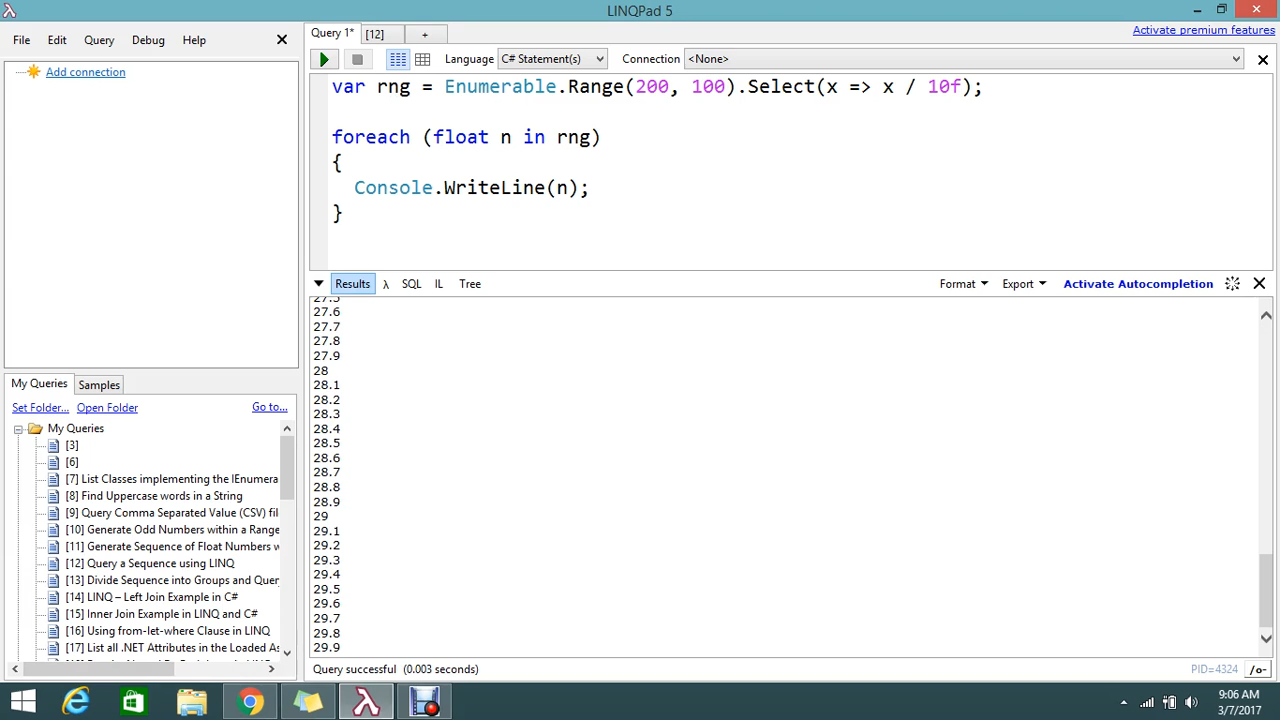 LINQPad 5
File Edit Query Debug Help
Query 1* [12] +
Activate premium features
Language C# Statement(s) Connection <None>
Add connection
var rng = Enumerable.Range(200, 100).Select(x => x / 10f);
foreach (float n in rng)
{
Console.WriteLine(n);
}
Results λ SQL IL Tree
Format Export Activate Autocompletion
27.5
27.6
27.7
27.8
27.9
28
28.1
28.2
28.3
28.4
28.5
28.6
28.7
28.8
28.9
29
29.1
29.2
29.3
29.4
29.5
29.6
29.7
29.8
29.9
My Queries Samples
Set Folder... Open Folder Go to...
My Queries
[3]
[6]
[7] List Classes implementing the IEnumera
[8] Find Uppercase words in a String
[9] Query Comma Separated Value (CSV) fil
[10] Generate Odd Numbers within a Range
[11] Generate Sequence of Float Numbers w
[12] Query a Sequence using LINQ
[13] Divide Sequence into Groups and Query
[14] LINQ – Left Join Example in C#
[15] Inner Join Example in LINQ and C#
[16] Using from-let-where Clause in LINQ
[17] List all .NET Attributes in the Loaded As
Query successful (0.003 seconds)
PID=4324 /o-
9:06 AM
3/7/2017